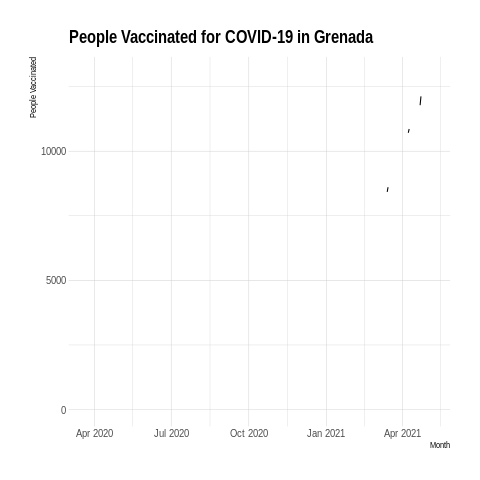 People Vaccinated for COVID-19 in Grenada
People Vaccinated
10000
5000
0
Apr 2020 Jul 2020 Oct 2020 Jan 2021 Apr 2021
Month